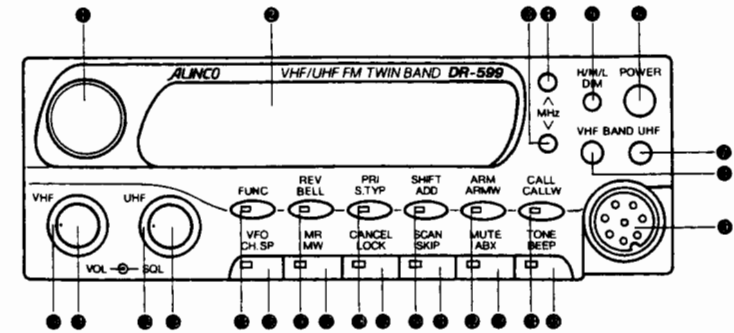 ALINCO VHF/UHF FM TWIN BAND DR-599
H/M/L
DIM
POWER
MHz
VHF BAND UHF
FUNC
REV
BELL
PRI
S.TYP
SHIFT
ADD
ARM
ARMW
CALL
CALLW
VHF
UHF
VFO
CH.SP
MR
MW
CANCEL
LOCK
SCAN
SKIP
MUTE
ABX
TONE
BEEP
VOL
SQL